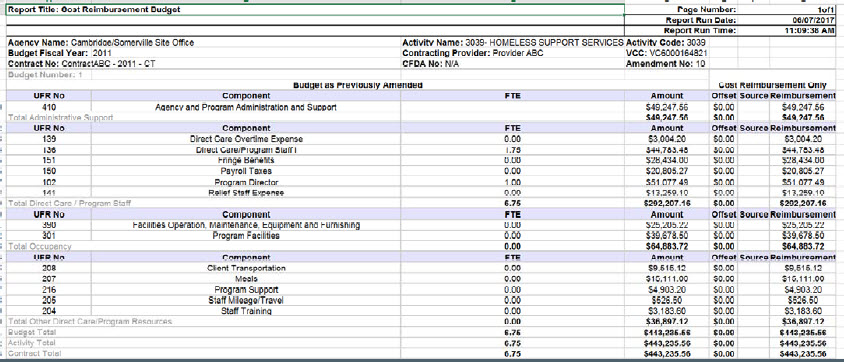 Report Title: Cost Reimbursement Budget Page Number: 1of1
Report Run Date: 06/07/2017
Report Run Time: 11:09:38 AM
Agency Name: Cambridge/Somerville Site Office Activity Name: 3039- HOMELESS SUPPORT SERVICES Activity Code: 3039
Budget Fiscal Year: 2011 Contracting Provider: Provider ABC VCC: VC6000164821
Contract No: ContractABC - 2011 - CT CFDA No: N/A Amendment No: 10
Budget Number: 1
Budget as Previously Amended Cost Reimbursement Only
UFR No Component FTE Amount Offset Source Reimbursement
410 Agency and Program Administration and Support 0.00 $49,247.56 $0.00 $49,247.56
Total Administrative Support 0.00 $49,247.56 $0.00 $49,247.56
UFR No Component FTE Amount Offset Source Reimbursement
139 Direct Care Overtime Expense 0.00 $3,004.20 $0.00 $3,004.20
136 Direct Care/Program Staff I 1.75 $44,783.48 $0.00 $44,783.48
151 Fringe Benefits 0.00 $28,434.00 $0.00 $28,434.00
150 Payroll Taxes 0.00 $20,805.27 $0.00 $20,805.27
102 Program Director 1.00 $51,077.49 $0.00 $51,077.49
141 Relief Staff Expense 0.00 $13,259.10 $0.00 $13,259.10
Total Direct Care / Program Staff 6.75 $292,207.16 $0.00 $292,207.16
UFR No Component FTE Amount Offset Source Reimbursement
390 Facilities Operation, Maintenance, Equipment and Furnishing 0.00 $25,205.22 $0.00 $25,205.22
301 Program Facilities 0.00 $39,678.50 $0.00 $39,678.50
Total Occupancy 0.00 $64,883.72 $0.00 $64,883.72
UFR No Component FTE Amount Offset Source Reimbursement
208 Client Transportation 0.00 $9,615.12 $0.00 $9,615.12
207 Meals 0.00 $15,111.00 $0.00 $15,111.00
216 Program Support 0.00 $4,903.20 $0.00 $4,903.20
205 Staff Mileage/Travel 0.00 $526.50 $0.00 $526.50
204 Staff Training 0.00 $3,183.60 $0.00 $3,183.60
Total Other Direct Care/Program Resources 0.00 $36,897.12 $0.00 $36,897.12
Budget Total 6.75 $443,235.56 $0.00 $443,235.56
Activity Total 6.75 $443,235.56 $0.00 $443,235.56
Contract Total 6.75 $443,235.56 $0.00 $443,235.56